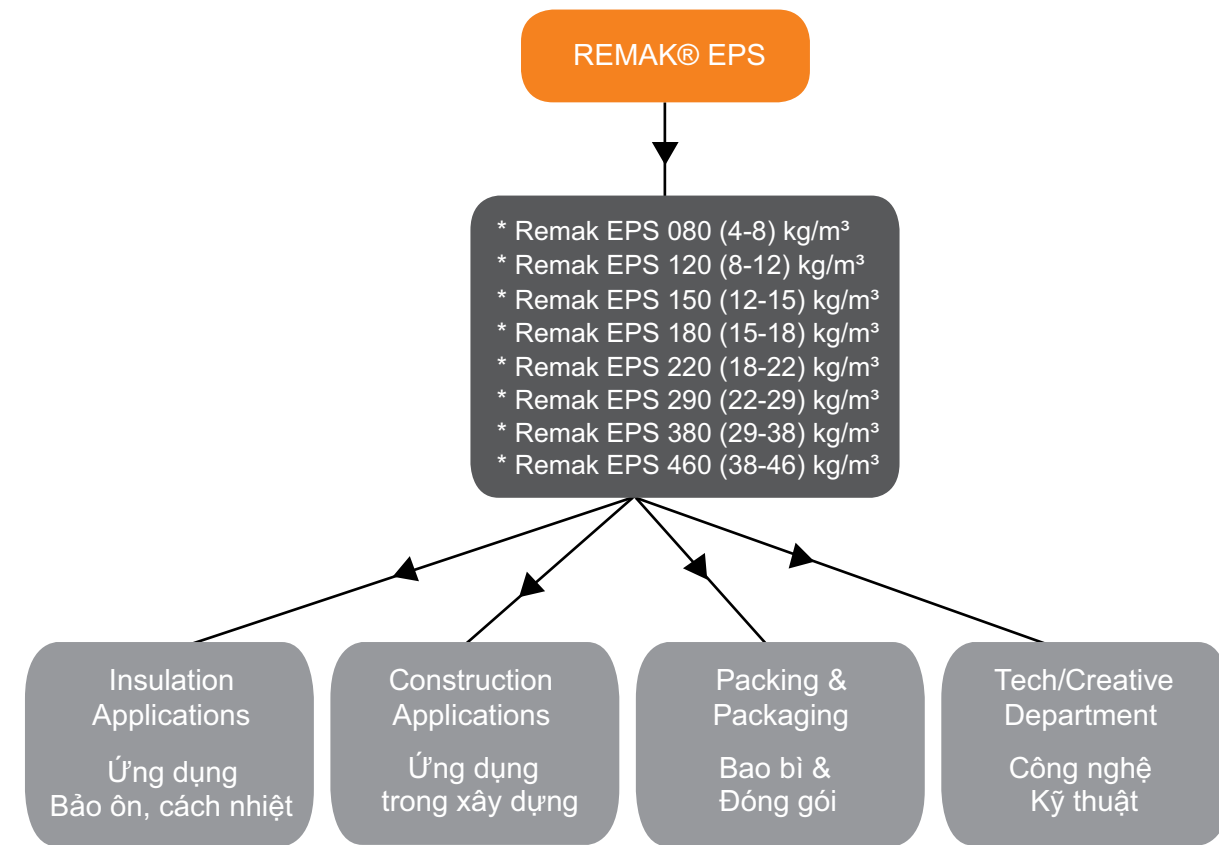 REMAK® EPS
* Remak EPS 080 (4-8) kg/m³
* Remak EPS 120 (8-12) kg/m³
* Remak EPS 150 (12-15) kg/m³
* Remak EPS 180 (15-18) kg/m³
* Remak EPS 220 (18-22) kg/m³
* Remak EPS 290 (22-29) kg/m³
* Remak EPS 380 (29-38) kg/m³
* Remak EPS 460 (38-46) kg/m³
Insulation
Applications
Ứng dụng
Bảo ôn, cách nhiệt
Construction
Applications
Ứng dụng
trong xây dựng
Packing &
Packaging
Bao bì &
Đóng gói
Tech/Creative
Department
Công nghệ
Kỹ thuật